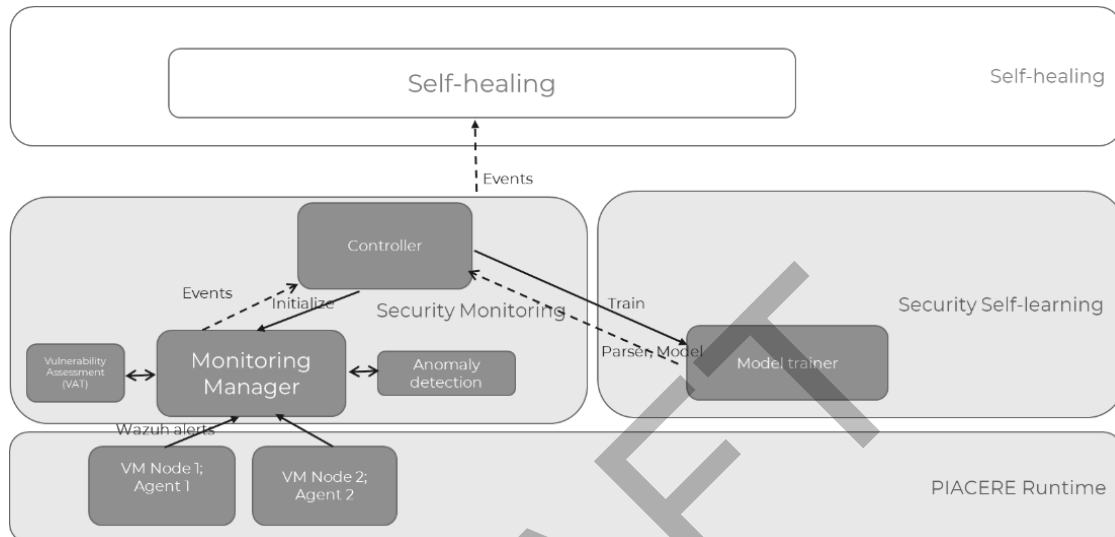 Self-healing
Self-healing
Events
Controller
Events
Initialize
Security Monitoring
Train
Security Self-learning
Vulnerability
Assessment
(VAT)
Monitoring
Manager
Anomaly
detection
Parser, Model
Model trainer
Wazuh alerts
VM Node 1;
Agent 1
VM Node 2;
Agent 2
PIACERE Runtime